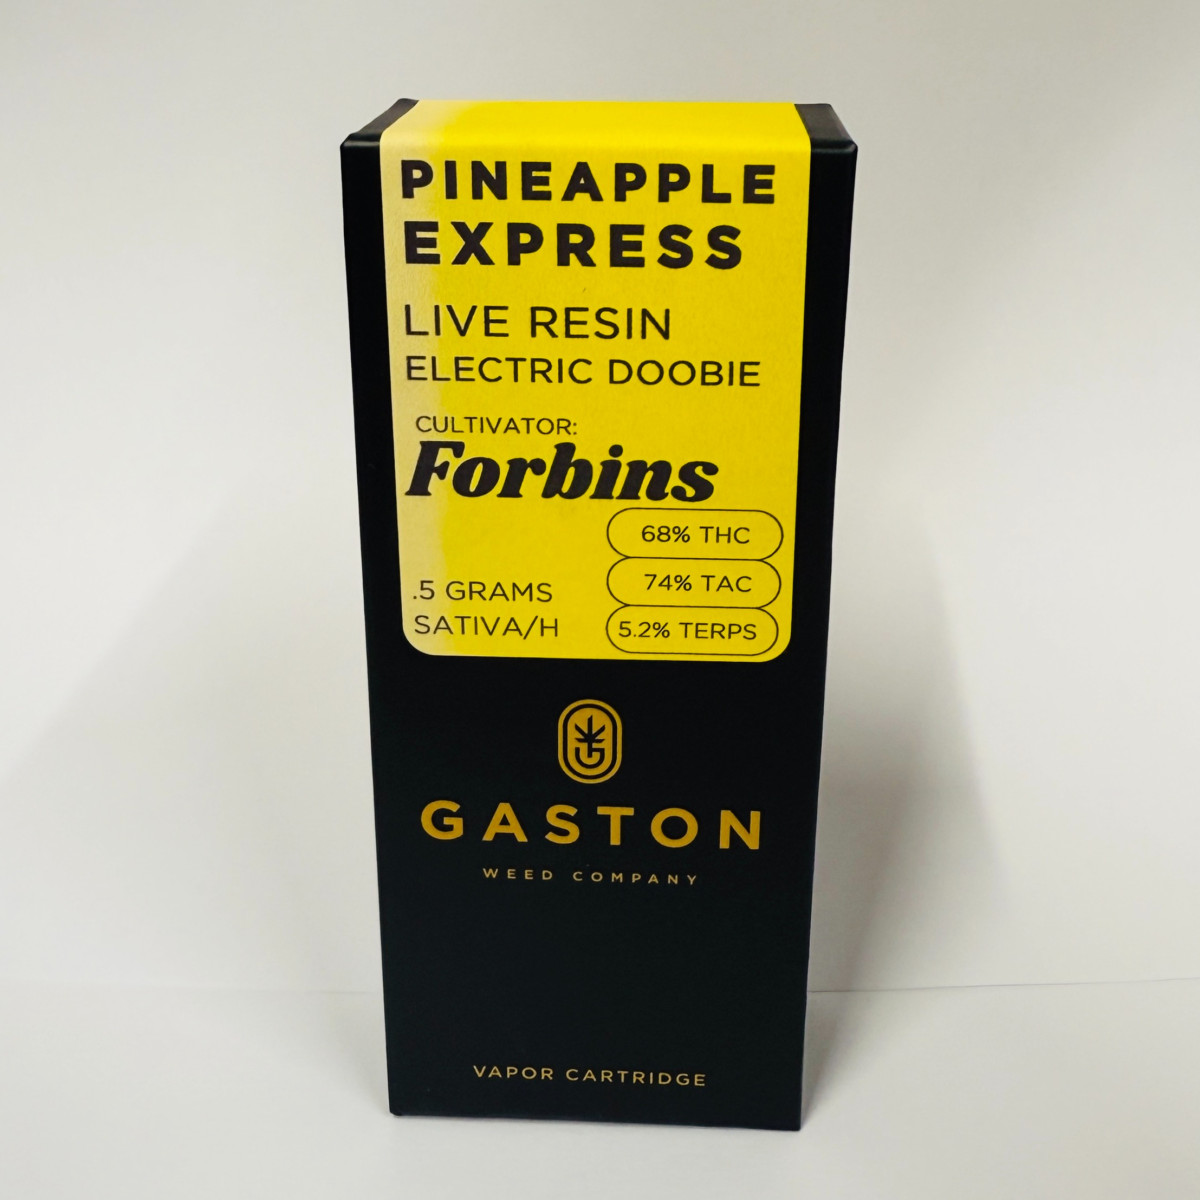 PINEAPPLE
EXPRESS
LIVE RESIN
ELECTRIC DOOBIE
CULTIVATOR:
Forbins
68% THC
74% TAC
.5 GRAMS
SATIVA/H
5.2% TERPS
GASTON
WEED COMPANY
VAPOR CARTRIDGE